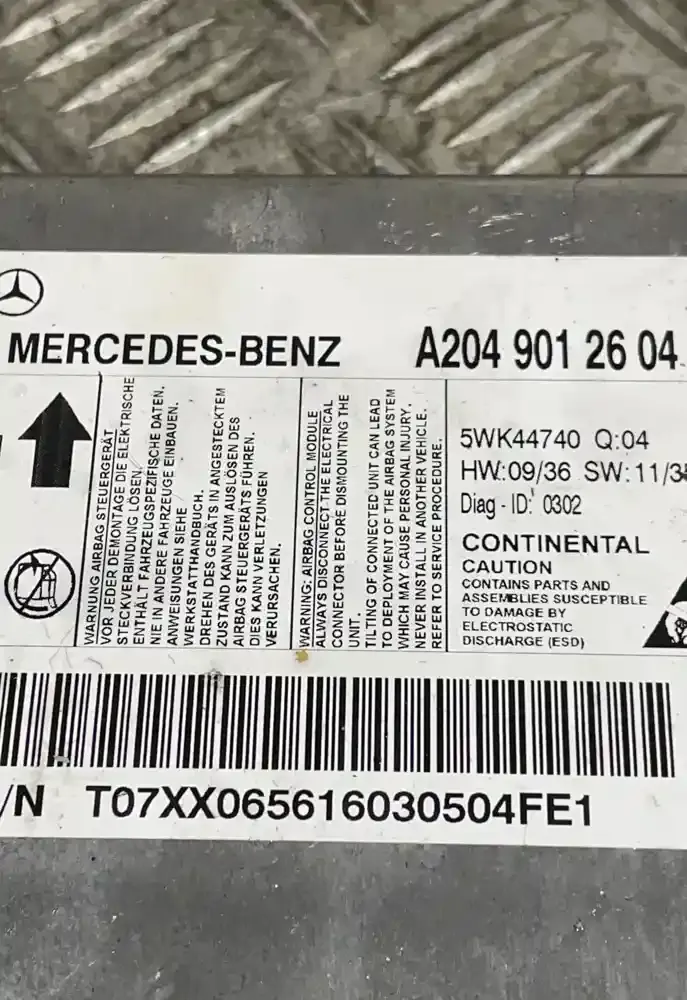 MERCEDES-BENZ
A204 901 26 04
WARNUNG AIRBAG STEUERGERÄT
VOR JEDER DEMONTAGE DIE ELEKTRISCHE
STECKVERBINDUNG LÖSEN.
ENTHÄLT FAHRZEUGSPEZIFISCHE DATEN.
NIE IN ANDERE FAHRZEUGE EINBAUEN.
ANWEISUNGEN SIEHE
WERKSTATTHANDBUCH.
DREHEN DES GERÄTS IN ANGESTECKTEM
ZUSTAND KANN ZUM AUSLÖSEN DES
AIRBAG STEUERGERÄTS FÜHREN.
DIES KANN VERLETZUNGEN
VERURSACHEN.
WARNING: AIRBAG CONTROL MODULE
ALWAYS DISCONNECT THE ELECTRICAL
CONNECTOR BEFORE DISMOUNTING THE
UNIT.
TILTING OF CONNECTED UNIT CAN LEAD
TO DEPLOYMENT OF THE AIRBAG SYSTEM
WHICH MAY CAUSE PERSONAL INJURY.
NEVER INSTALL IN ANOTHER VEHICLE.
REFER TO SERVICE PROCEDURE.
5WK44740 Q:04
HW:09/36 SW:11/3
Diag - ID: 0302
CONTINENTAL
CAUTION
CONTAINS PARTS AND
ASSEMBLIES SUSCEPTIBLE
TO DAMAGE BY
ELECTROSTATIC
DISCHARGE (ESD)
/N T07XX065616030504FE1